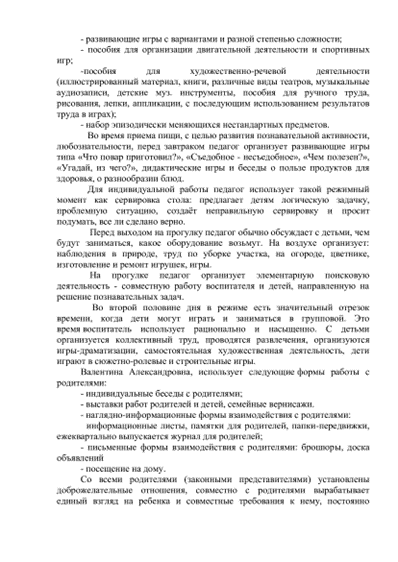 - развивающие игры с вариантами и разной степенью сложности;
- пособия для организации двигательной деятельности и спортивных
игр;
-пособия для художественно-речевой деятельности
(иллюстрированный материал, книги, различные виды театров, музыкальные
аудиозаписи, детские муз. инструменты, пособия для ручного труда,
рисования, лепки, аппликации, с последующим использованием результатов
труда в играх);
- набор эпизодически меняющихся нестандартных предметов.
Во время приема пищи, с целью развития познавательной активности,
любознательности, перед завтраком педагог организует развивающие игры
типа «Что повар приготовил?», «Съедобное - несъедобное», «Чем полезен?»,
«Угадай, из чего?», дидактические игры и беседы о пользе продуктов для
здоровья, о разнообразии блюд.
Для индивидуальной работы педагог использует такой режимный
момент как сервировка стола: предлагает детям логическую задачку,
проблемную ситуацию, создаёт неправильную сервировку и просит
подумать, все ли сделано верно.
Перед выходом на прогулку педагог обычно обсуждает с детьми, чем
будут заниматься, какое оборудование возьмут. На воздухе организует:
наблюдения в природе, труд по уборке участка, на огороде, цветнике,
изготовление и ремонт игрушек, игры.
На прогулке педагог организует элементарную поисковую
деятельность - совместную работу воспитателя и детей, направленную на
решение познавательных задач.
Во второй половине дня в режиме есть значительный отрезок
времени, когда дети могут играть и заниматься в групповой. Это
время воспитатель использует рационально и насыщенно. С детьми
организуется коллективный труд, проводятся развлечения, организуются
игры-драматизации, самостоятельная художественная деятельность, дети
играют в сюжетно-ролевые и строительные игры.
Валентина Александровна, использует следующие формы работы с
родителями:
- индивидуальные беседы с родителями;
- выставки работ родителей и детей, семейные вернисажи.
- наглядно-информационные формы взаимодействия с родителями:
информационные листы, памятки для родителей, папки-передвижки,
ежеквартально выпускается журнал для родителей;
- письменные формы взаимодействия с родителями: брошюры, доска
объявлений
- посещение на дому.
Со всеми родителями (законными представителями) установлены
доброжелательные отношения, совместно с родителями вырабатывает
единый взгляд на ребенка и совместные требования к нему, постоянно